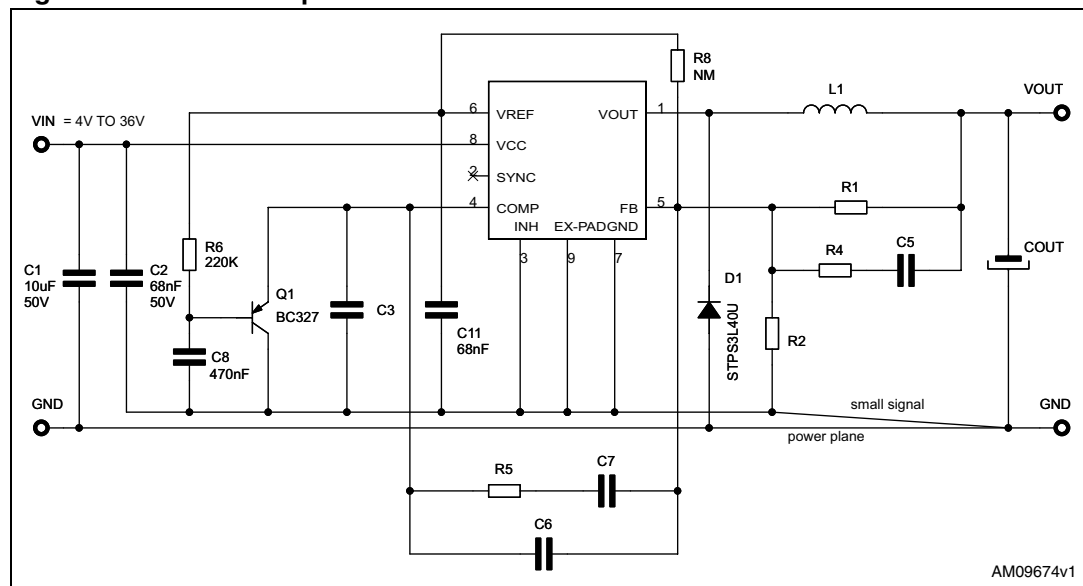 R8
NM
L1
VOUT
VIN = 4V TO 36V
6
VREF
VOUT
1
8
VCC
2
SYNC
4
COMP
FB
5
R1
INH
EX-PADGND
3
9
7
R6
220K
R4
C5
COUT
C1
10uF
50V
C2
68nF
50V
Q1
BC327
C3
C11
68nF
D1
STPS3L40U
R2
C8
470nF
GND
small signal
GND
power plane
R5
C7
C6
AM09674v1